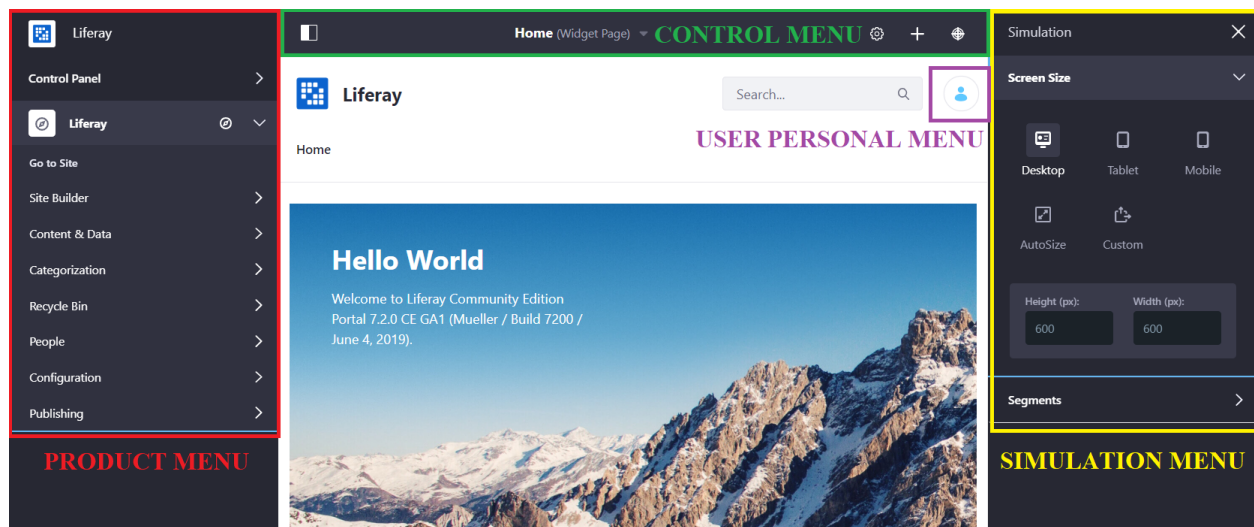 Liferay
Control Panel
Liferay
Go to Site
Site Builder
Content & Data
Categorization
Recycle Bin
People
Configuration
Publishing
PRODUCT MENU
Home (Widget Page)
CONTROL MENU
Liferay
Search...
USER PERSONAL MENU
Home
Hello World
Welcome to Liferay Community Edition
Portal 7.2.0 CE GA1 (Mueller / Build 7200 /
June 4, 2019).
Simulation
Screen Size
Desktop Tablet Mobile
AutoSize Custom
Height (px): Width (px):
600 600
Segments
SIMULATION MENU